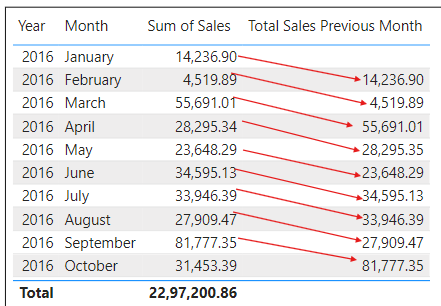 Year Month Sum of Sales Total Sales Previous Month
2016 January 14,236.90
2016 February 4,519.89 14,236.90
2016 March 55,691.01 4,519.89
2016 April 28,295.34 55,691.01
2016 May 23,648.29 28,295.35
2016 June 34,595.13 23,648.29
2016 July 33,946.39 34,595.13
2016 August 27,909.47 33,946.39
2016 September 81,777.35 27,909.47
2016 October 31,453.39 81,777.35
Total 22,97,200.86